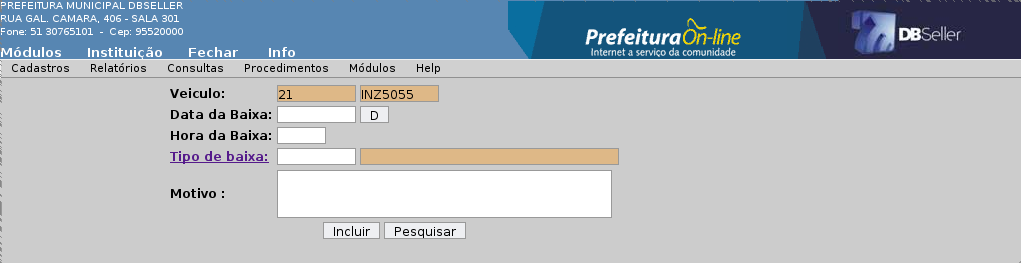 PREFEITURA MUNICIPAL DBSELLER
RUA GAL. CAMARA, 406 - SALA 301
Fone: 51 30765101 - Cep: 95520000
Prefeitura On-line
Internet a serviço da comunidade
DBSeller
Módulos Instituição Fechar Info
Cadastros Relatórios Consultas Procedimentos Módulos Help
Veiculo: 21 INZ5055
Data da Baixa: D
Hora da Baixa:
Tipo de baixa:
Motivo :
Incluir Pesquisar